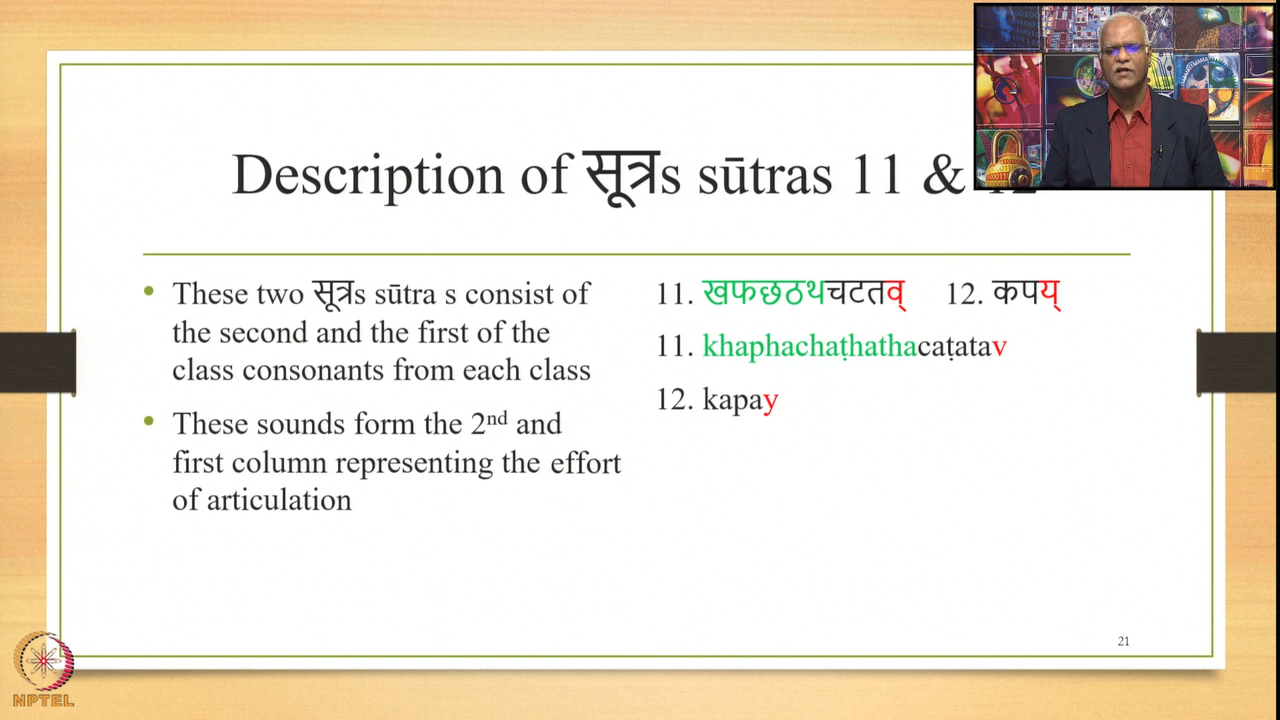 Description of सूत्रs sūtras 11 &
These two सूत्रs sūtra s consist of
the second and the first of the
class consonants from each class
These sounds form the 2nd and
first column representing the effort
of articulation
11. खफछठथचटतव् 12. कपय्
11. khaphachaṭhathacaṭatav
12. kapay
21
NPTEL